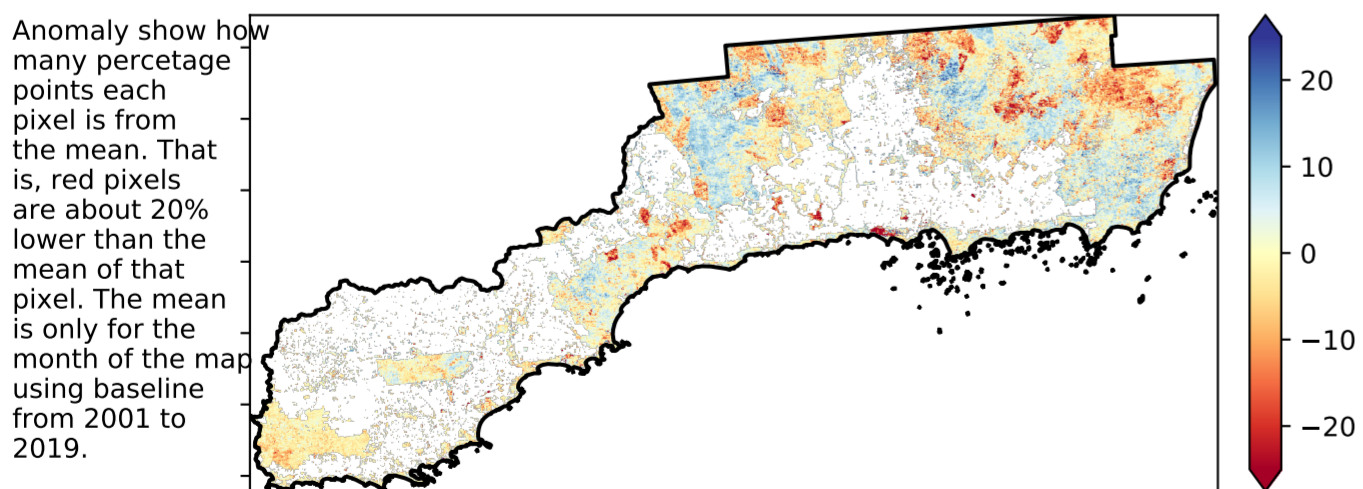 Anomaly show how
many percetage
points each
pixel is from
the mean. That
is, red pixels
are about 20%
lower than the
mean of that
pixel. The mean
is only for the
month of the map
using baseline
from 2001 to
2019.
20
10
0
−10
−20